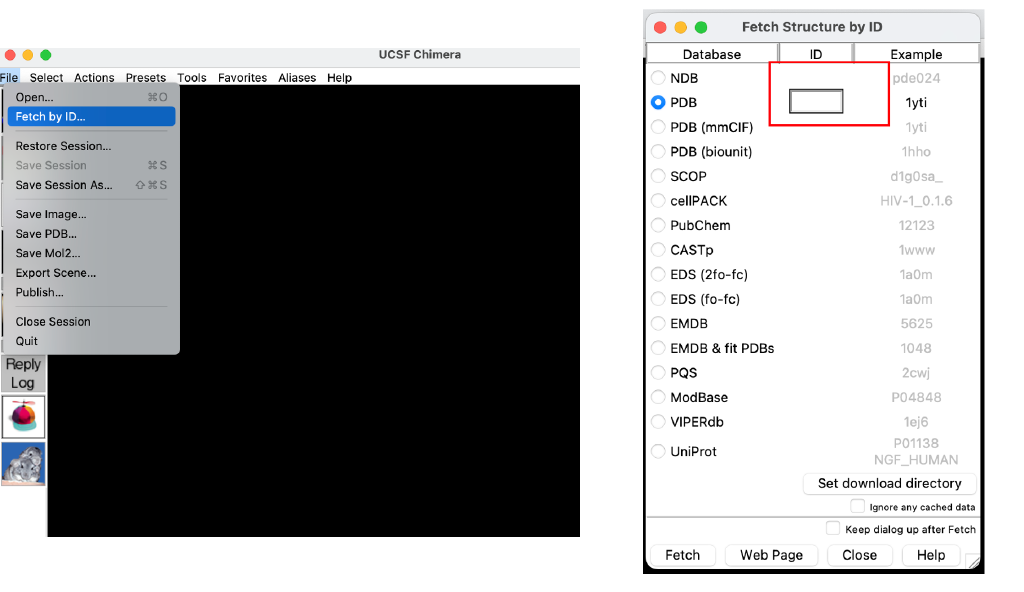 UCSF Chimera
File Select Actions Presets Tools Favorites Aliases Help
Open... ⌘O
Fetch by ID...
Restore Session...
Save Session ⌘S
Save Session As... ⇧⌘S
Save Image...
Save PDB...
Save Mol2...
Export Scene...
Publish...
Close Session
Quit
Reply
Log
Fetch Structure by ID
Database ID Example
NDB pde024
PDB 1yti
PDB (mmCIF) 1yti
PDB (biounit) 1hho
SCOP d1g0sa_
cellPACK HIV-1_0.1.6
PubChem 12123
CASTp 1www
EDS (2fo-fc) 1a0m
EDS (fo-fc) 1a0m
EMDB 5625
EMDB & fit PDBs 1048
PQS 2cwj
ModBase P04848
VIPERdb 1ej6
UniProt P01138
NGF_HUMAN
Set download directory
Ignore any cached data
Keep dialog up after Fetch
Fetch Web Page Close Help